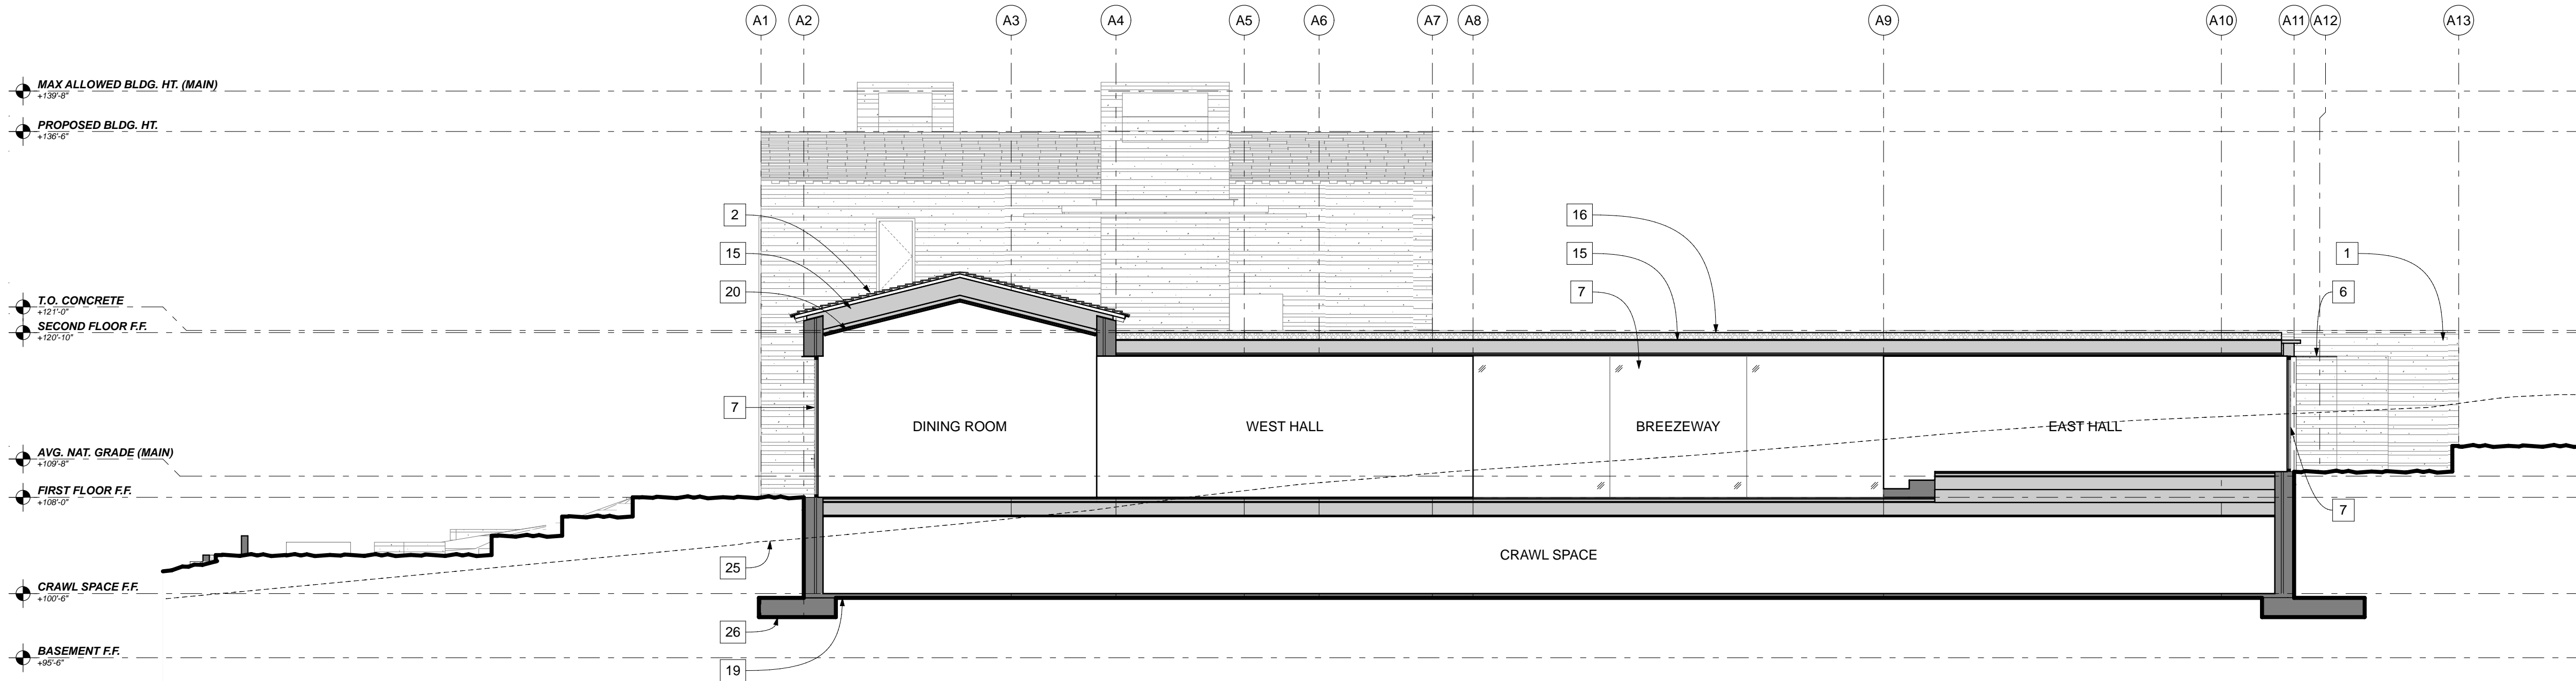 A1 A2 A3 A4 A5 A6 A7 A8 A9 A10 A11 A12 A13
MAX ALLOWED BLDG. HT. (MAIN)
+139'-8"
PROPOSED BLDG. HT.
+136'-6"
2
16
15
15
1
T.O. CONCRETE
+121'-0"
20
7
6
SECOND FLOOR F.F.
+120'-10"
7
DINING ROOM
WEST HALL
BREEZEWAY
EAST HALL
AVG. NAT. GRADE (MAIN)
+109'-8"
FIRST FLOOR F.F.
+108'-0"
7
CRAWL SPACE
25
CRAWL SPACE F.F.
+100'-6"
26
BASEMENT F.F.
+95'-6"
19